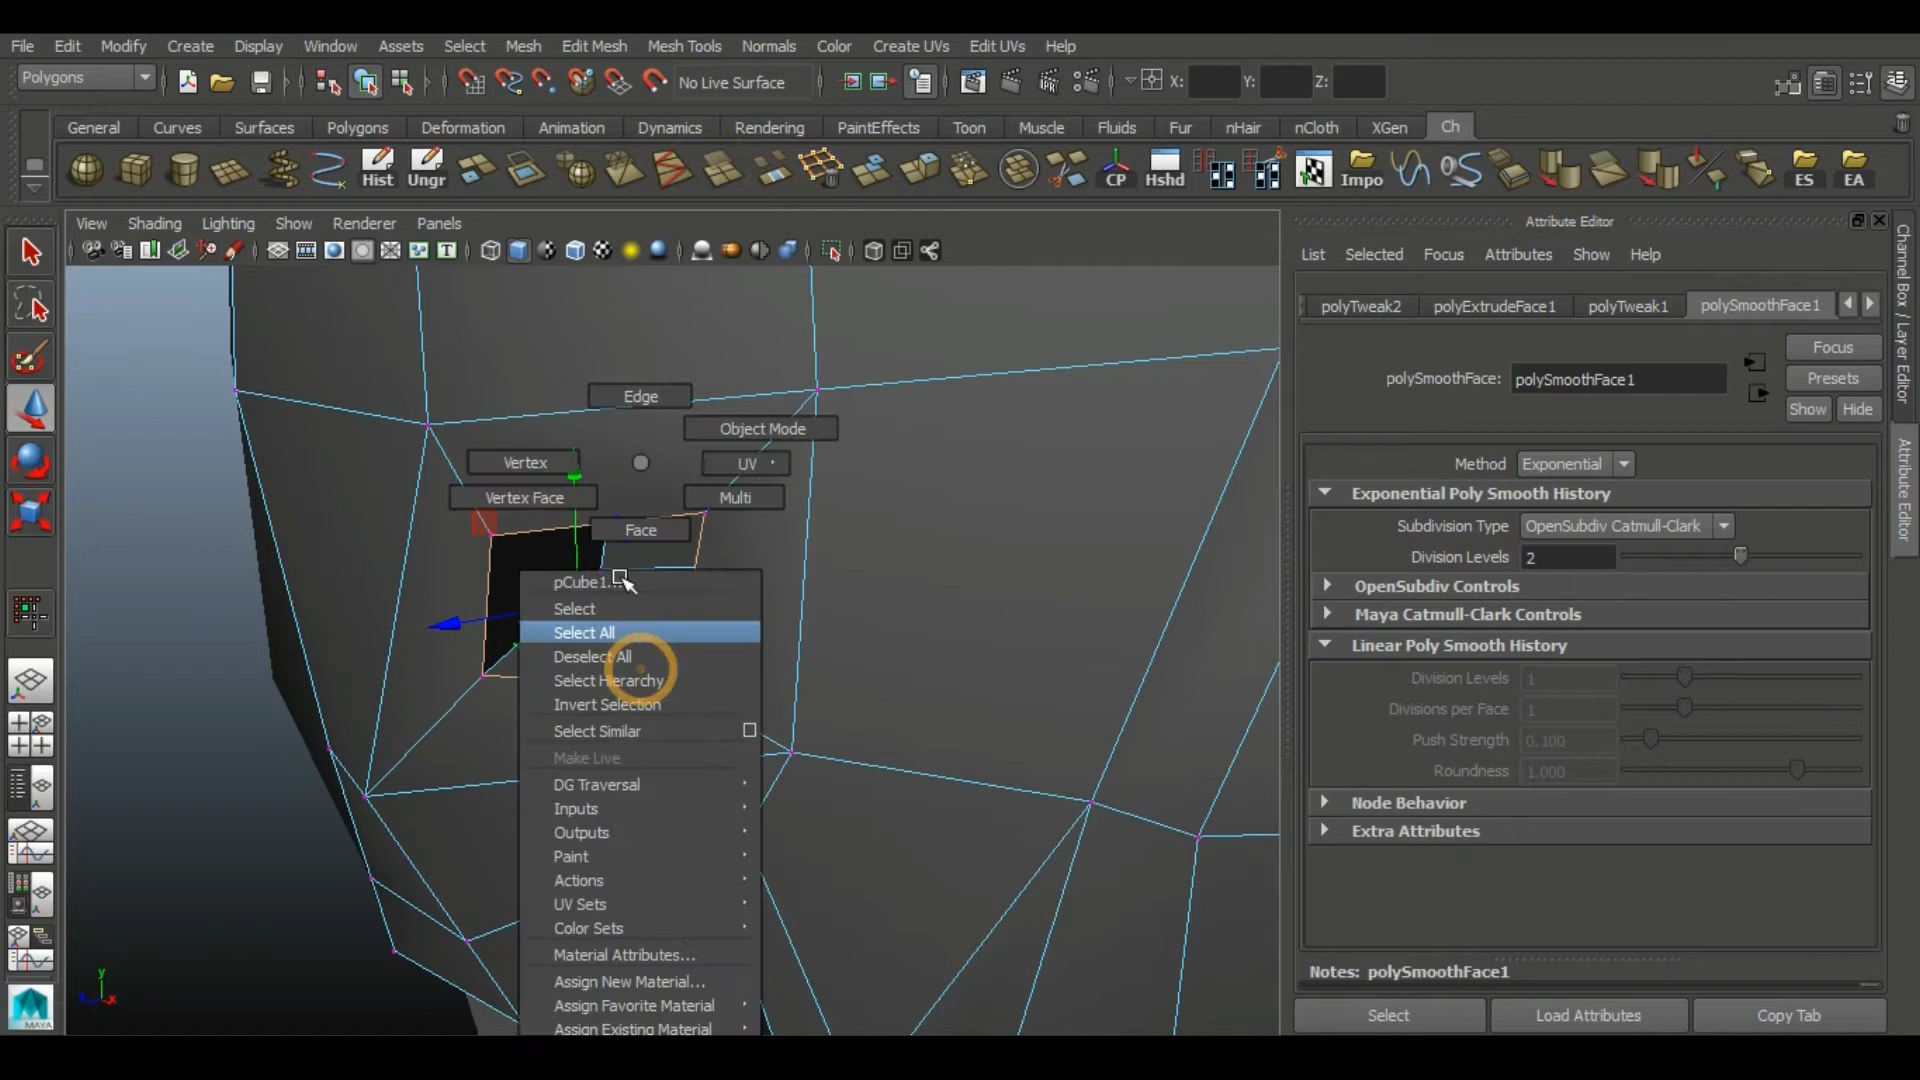 File Edit Modify Create Display Window Assets Select Mesh Edit Mesh Mesh Tools Normals Color Create UVs Edit UVs Help
Polygons
No Live Surface
X: Y: Z:
General Curves Surfaces Polygons Deformation Animation Dynamics Rendering PaintEffects Toon Muscle Fluids Fur nHair nCloth XGen Ch
Hist Ungr CP Hshd IPR Impo ES EA
View Shading Lighting Show Renderer Panels
Attribute Editor
List Selected Focus Attributes Show Help
polyTweak2 polyExtrudeFace1 polyTweak1 polySmoothFace1
polySmoothFace: polySmoothFace1
Focus
Presets
Show Hide
Method Exponential
Exponential Poly Smooth History
Subdivision Type OpenSubdiv Catmull-Clark
Division Levels 2
OpenSubdiv Controls
Maya Catmull-Clark Controls
Linear Poly Smooth History
Division Levels 1
Divisions per Face 1
Push Strength 0.100
Roundness 1.000
Node Behavior
Extra Attributes
Notes: polySmoothFace1
Select Load Attributes Copy Tab
Channel Box / Layer Editor
Attribute Editor
Edge
Object Mode
Vertex
UV
Vertex Face
Multi
Face
pCube1...
Select
Select All
Deselect All
Select Hierarchy
Invert Selection
Select Similar
Make Live
DG Traversal
Inputs
Outputs
Paint
Actions
UV Sets
Color Sets
Material Attributes...
Assign New Material...
Assign Favorite Material
Assign Existing Material
y
x
MAYA